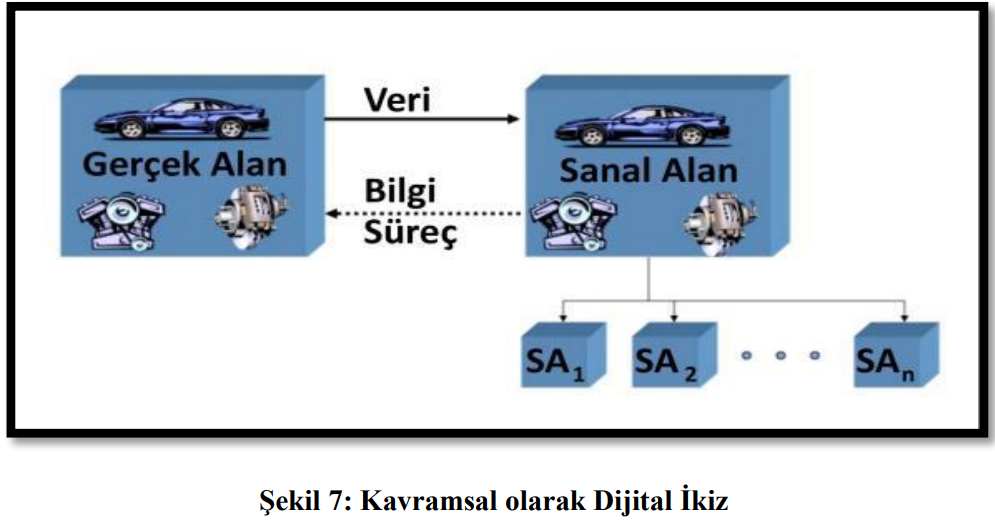 Veri
Gerçek Alan
Sanal Alan
Bilgi
Süreç
SA1
SA2
SAn
Şekil 7: Kavramsal olarak Dijital İkiz